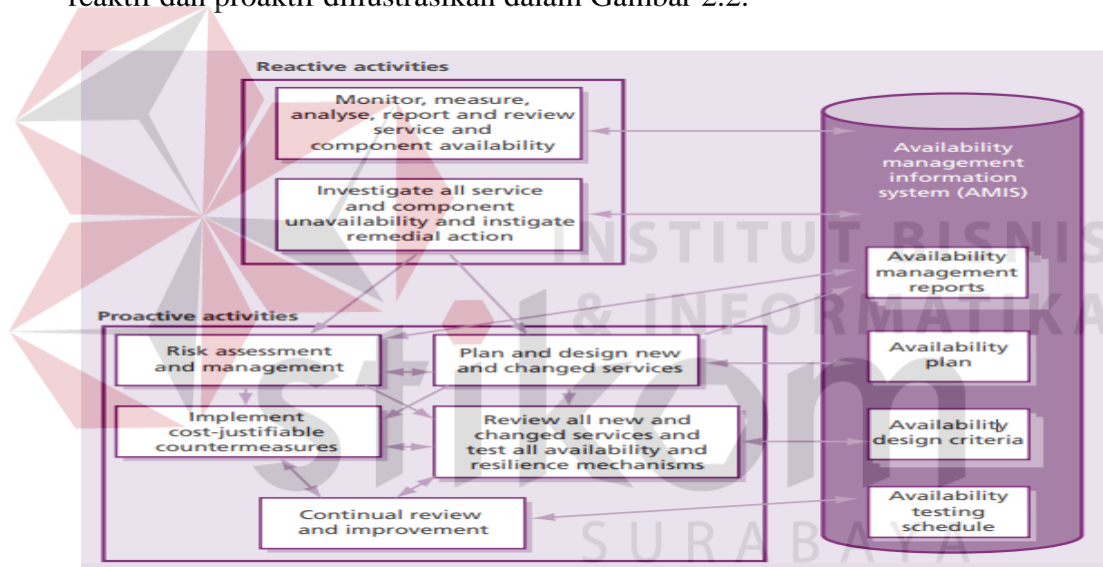 reaktif dan proaktif diilustrasikan dalam Gambar 2.2.
Reactive activities
Monitor, measure,
analyse, report and review
service and
component availability
Investigate all service
and component
unavailability and instigate
remedial action
Proactive activities
Risk assessment
and management
Plan and design new
and changed services
Implement
cost-justifiable
countermeasures
Review all new and
changed services and
test all availability and
resilience mechanisms
Continual review
and improvement
Availability
management
information
system (AMIS)
Availability
management
reports
Availability
plan
Availability
design criteria
Availability
testing
schedule
INSTITUT BISNIS
& INFORMATIKA
stikom
SURABAYA